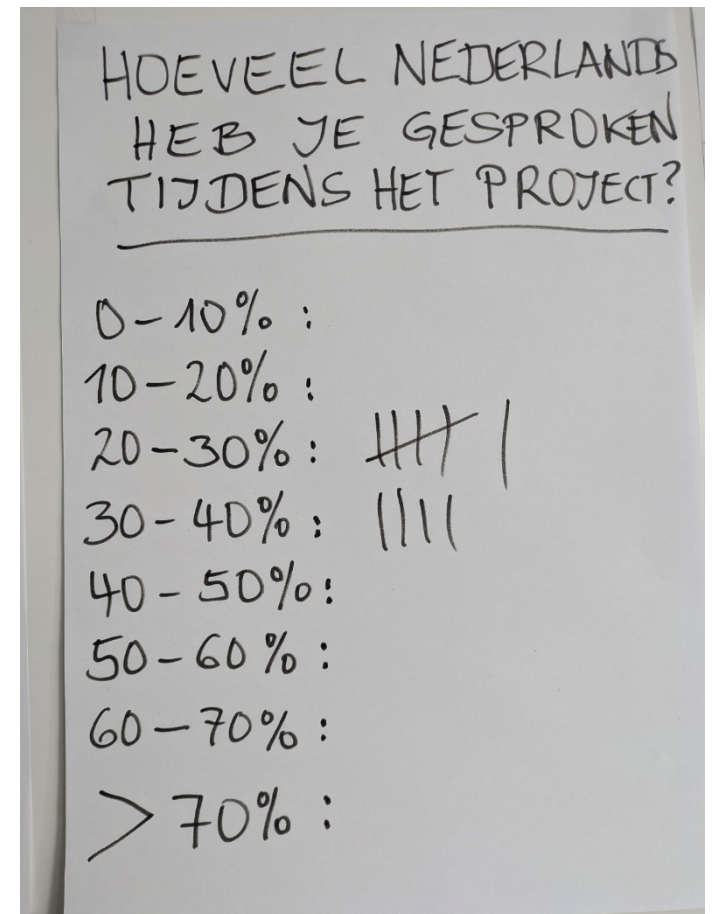 HOEVEEL NEDERLANDS
HEB JE GESPROKEN
TIJDENS HET PROJECT?
0-10% :
10-20% :
20-30% : 卌 |
30-40% : ||||
40-50% :
50-60% :
60-70% :
>70% :